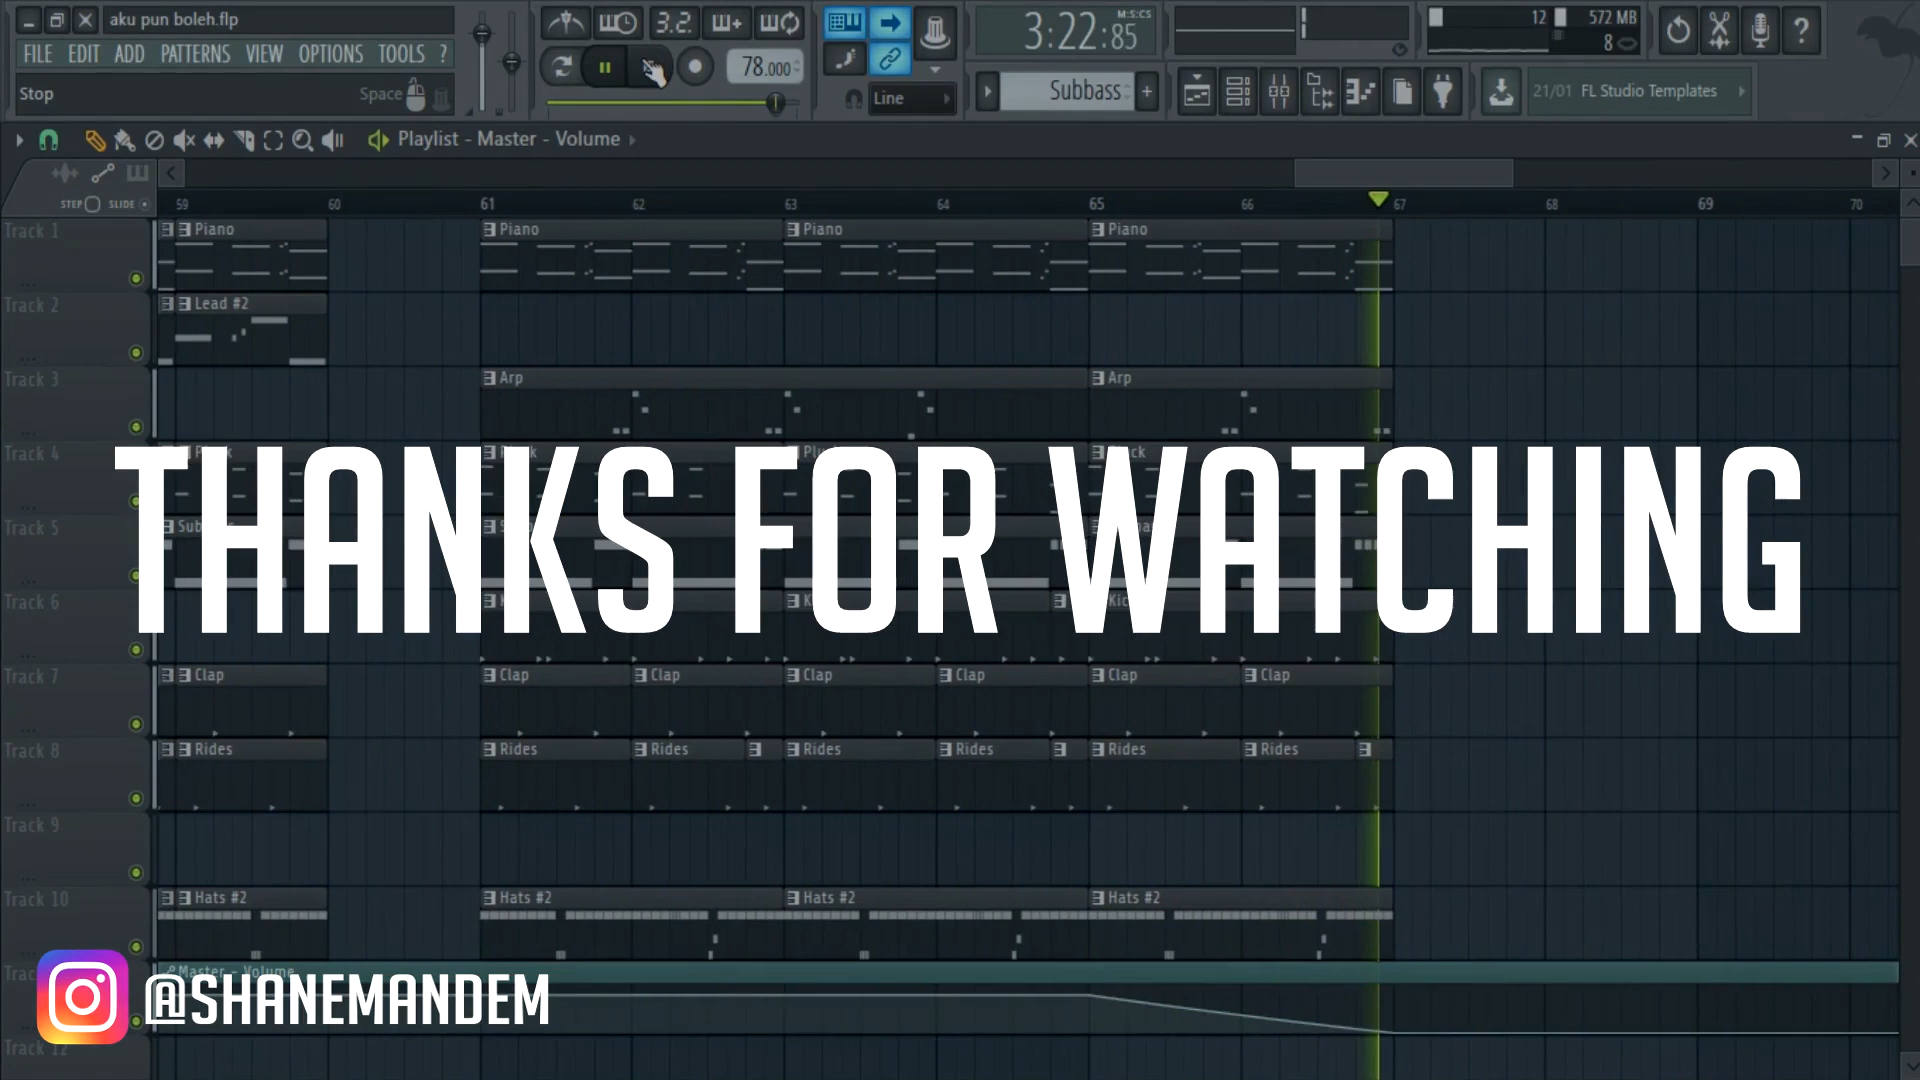 aku pun boleh.flp
FILE EDIT ADD PATTERNS VIEW OPTIONS TOOLS ?
Stop
Space
3.2.
78.000
Line
3:22:85
M:S:CS
Subbass
12
572 MB
8
?
21/01 FL Studio Templates
Playlist - Master - Volume
STEP SLIDE
59 60 61 62 63 64 65 66 67 68 69 70
Track 1
Piano Piano Piano Piano
Track 2
Lead #2
Track 3
Arp Arp
Track 4
Track 5
Track 6
THANKS FOR WATCHING
Track 7
Clap Clap Clap Clap Clap Clap Clap
Track 8
Rides Rides Rides Rides Rides Rides Rides
Track 9
Track 10
Hats #2 Hats #2 Hats #2 Hats #2
Master - Volume
@SHANEMANDEM
Track 12